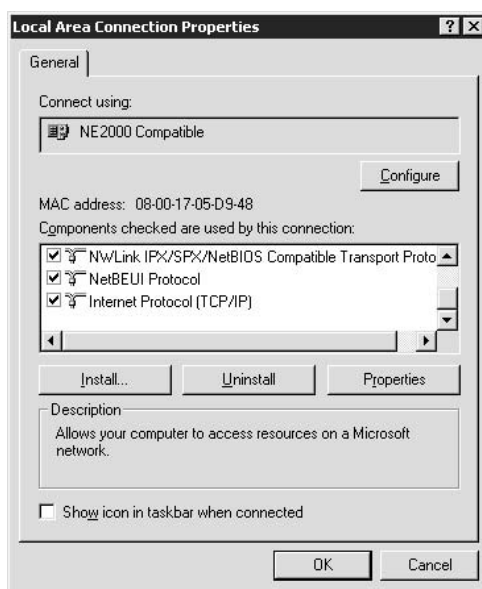 Local Area Connection Properties
General
Connect using:
NE2000 Compatible
Configure
MAC address: 08-00-17-05-D9-48
Components checked are used by this connection:
NWLink IPX/SPX/NetBIOS Compatible Transport Proto
NetBEUI Protocol
Internet Protocol (TCP/IP)
Install... Uninstall Properties
Description
Allows your computer to access resources on a Microsoft
network.
Show icon in taskbar when connected
OK Cancel